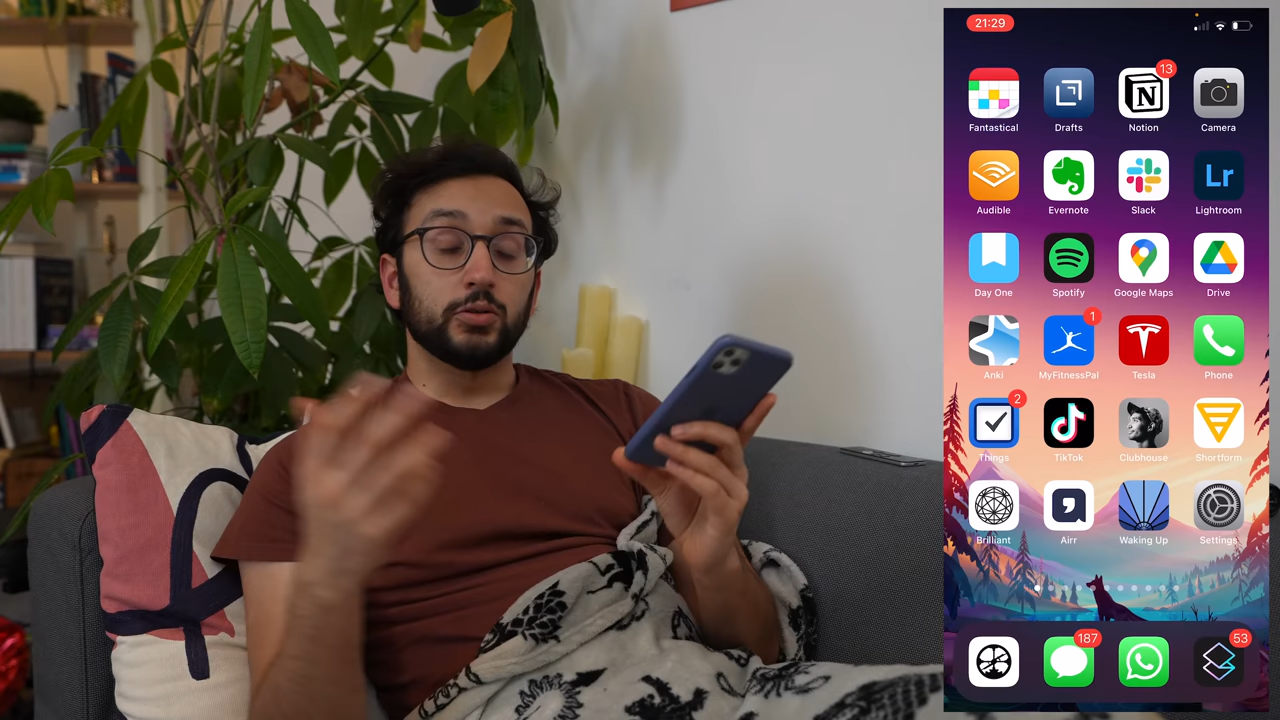 21:29
13
Fantastical Drafts Notion Camera
Lr
Audible Evernote Slack Lightroom
Day One Spotify Google Maps Drive
1
Anki MyFitnessPal Tesla Phone
2
Things TikTok Clubhouse Shortform
Brilliant Airr Waking Up Settings
187 53